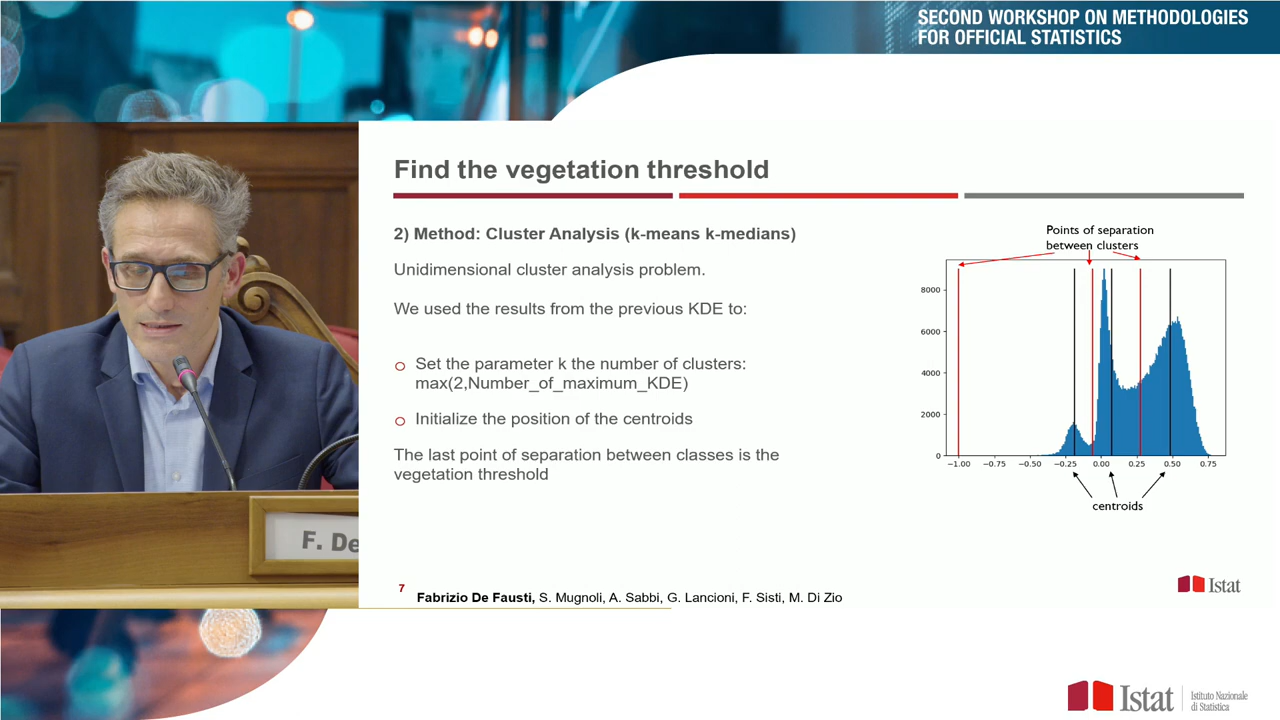 SECOND WORKSHOP ON METHODOLOGIES
FOR OFFICIAL STATISTICS
Find the vegetation threshold
2) Method: Cluster Analysis (k-means k-medians)
Unidimensional cluster analysis problem.
We used the results from the previous KDE to:
o Set the parameter k the number of clusters:
max(2,Number_of_maximum_KDE)
o Initialize the position of the centroids
The last point of separation between classes is the
vegetation threshold
Points of separation
between clusters
8000
6000
4000
2000
0
−1.00 −0.75 −0.50 −0.25 0.00 0.25 0.50 0.75
centroids
F. De
7
Fabrizio De Fausti, S. Mugnoli, A. Sabbi, G. Lancioni, F. Sisti, M. Di Zio
Istat
Istat
Istituto Nazionale
di Statistica